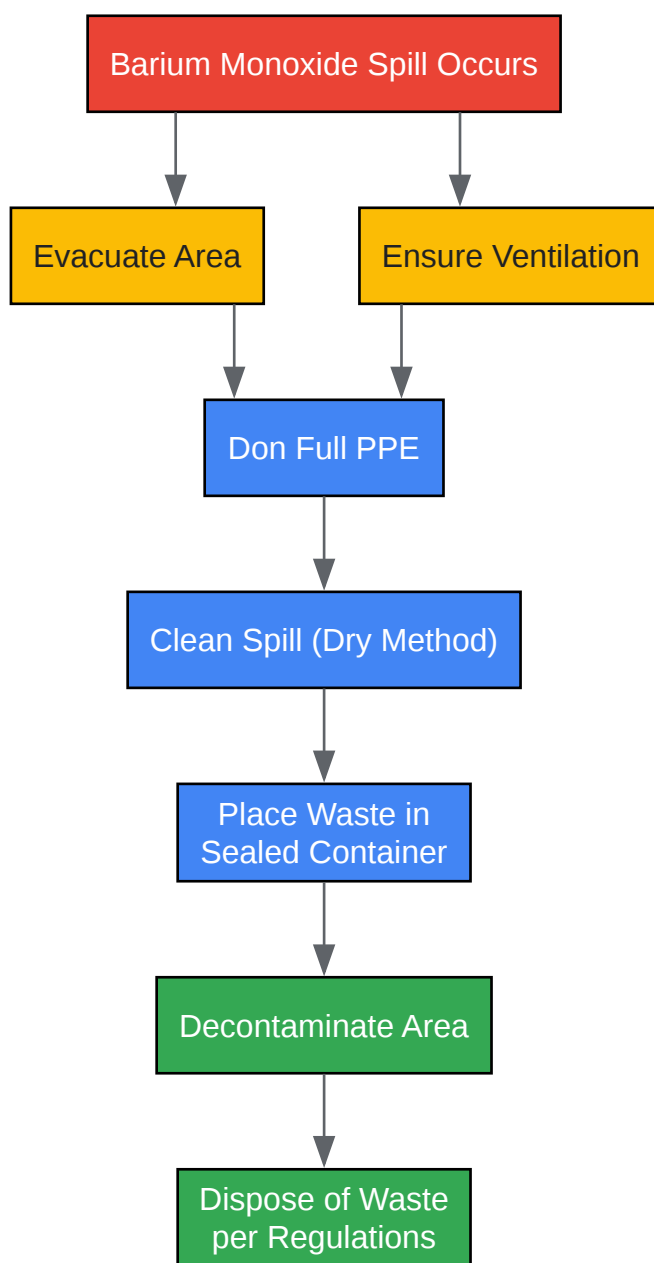 Barium Monoxide Spill Occurs
Evacuate Area
Ensure Ventilation
Don Full PPE
Clean Spill (Dry Method)
Place Waste in
Sealed Container
Decontaminate Area
Dispose of Waste
per Regulations